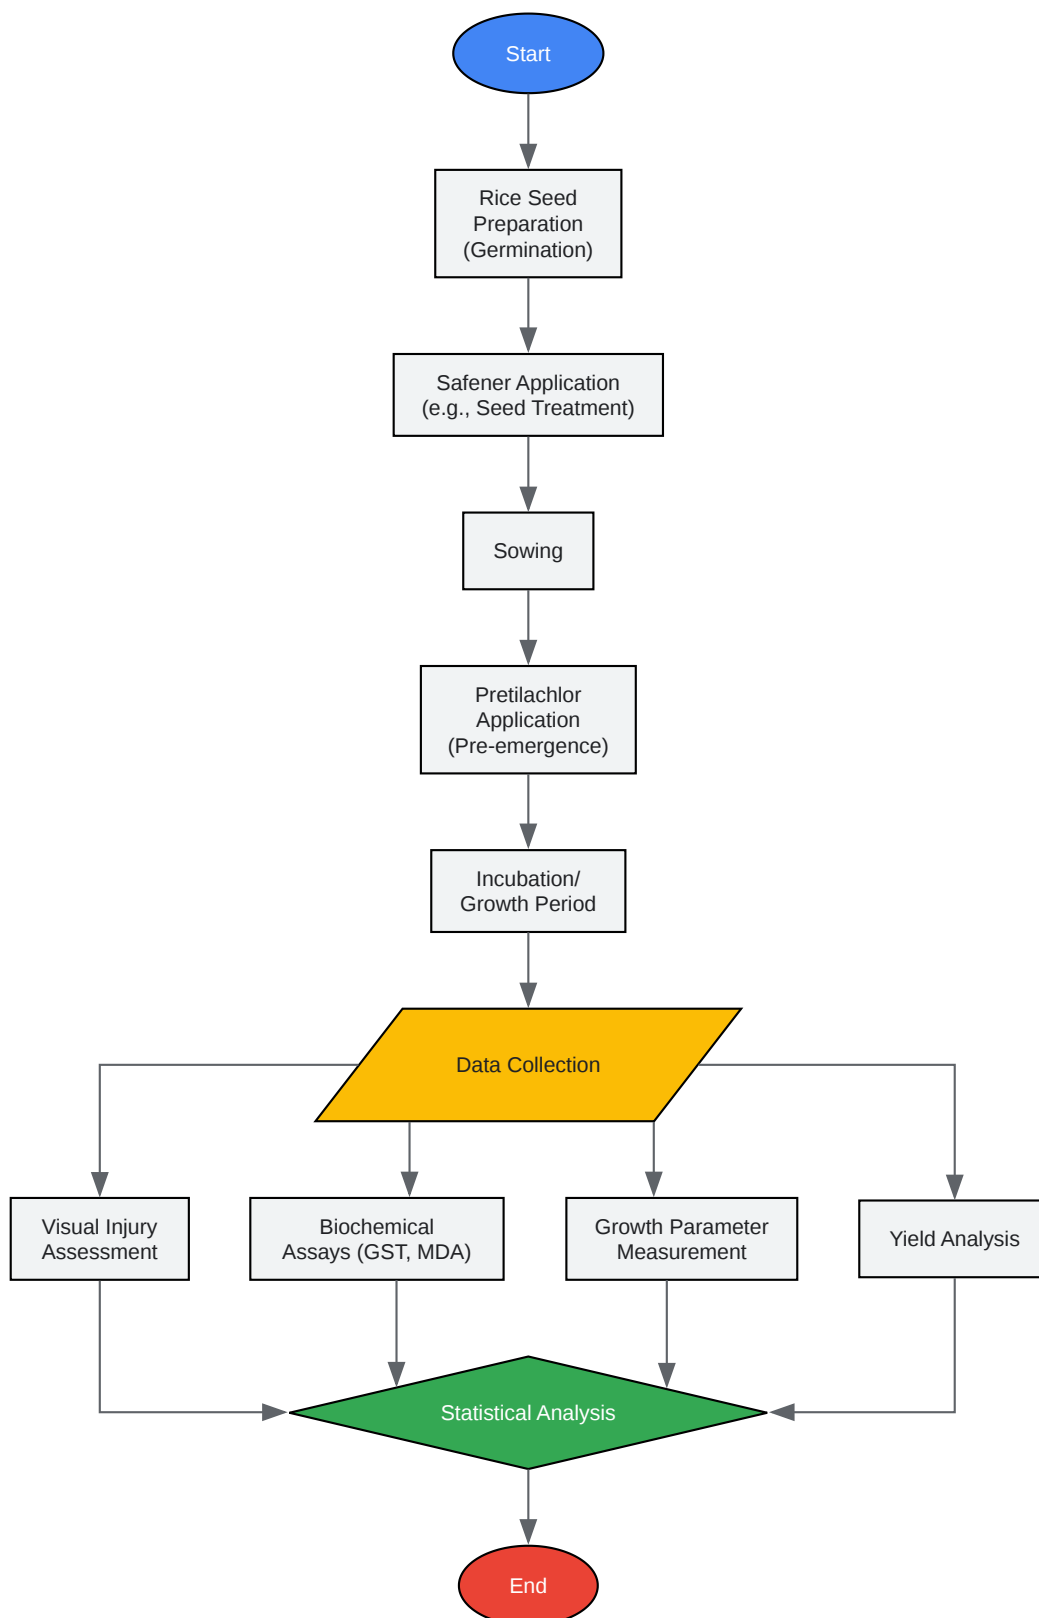 Start
Rice Seed
Preparation
(Germination)
Safener Application
(e.g., Seed Treatment)
Sowing
Pretilachlor
Application
(Pre-emergence)
Incubation/
Growth Period
Data Collection
Visual Injury
Assessment
Biochemical
Assays (GST, MDA)
Growth Parameter
Measurement
Yield Analysis
Statistical Analysis
End